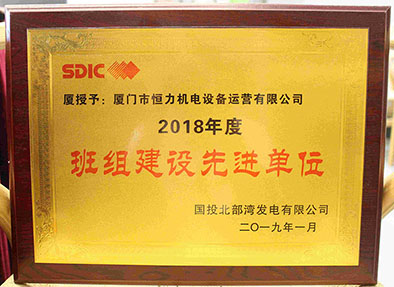 SDIC
厦授予：厦门市恒力机电设备运营有限公司
2018年度
班组建设先进单位
国投北部湾发电有限公司
二〇一九年一月